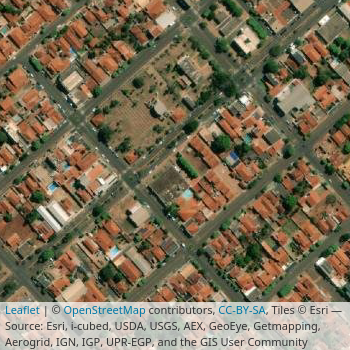 Leaflet | © OpenStreetMap contributors, CC-BY-SA, Tiles © Esri —
Source: Esri, i-cubed, USDA, USGS, AEX, GeoEye, Getmapping,
Aerogrid, IGN, IGP, UPR-EGP, and the GIS User Community